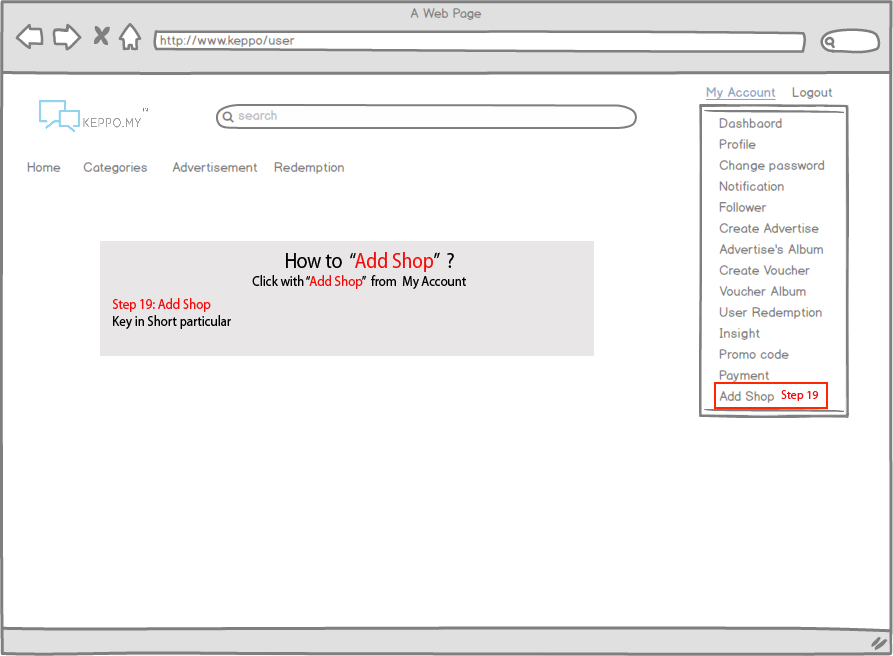 A Web Page
http://www.keppo/user
My Account Logout
KEPPO.MY
search
Home Categories Advertisement Redemption
Dashbaord
Profile
Change password
Notification
Follower
Create Advertise
Advertise's Album
Create Voucher
Voucher Album
User Redemption
Insight
Promo code
Payment
Add Shop Step 19
How to “Add Shop” ?
Click with “Add Shop” from My Account
Step 19: Add Shop
Key in Short particular